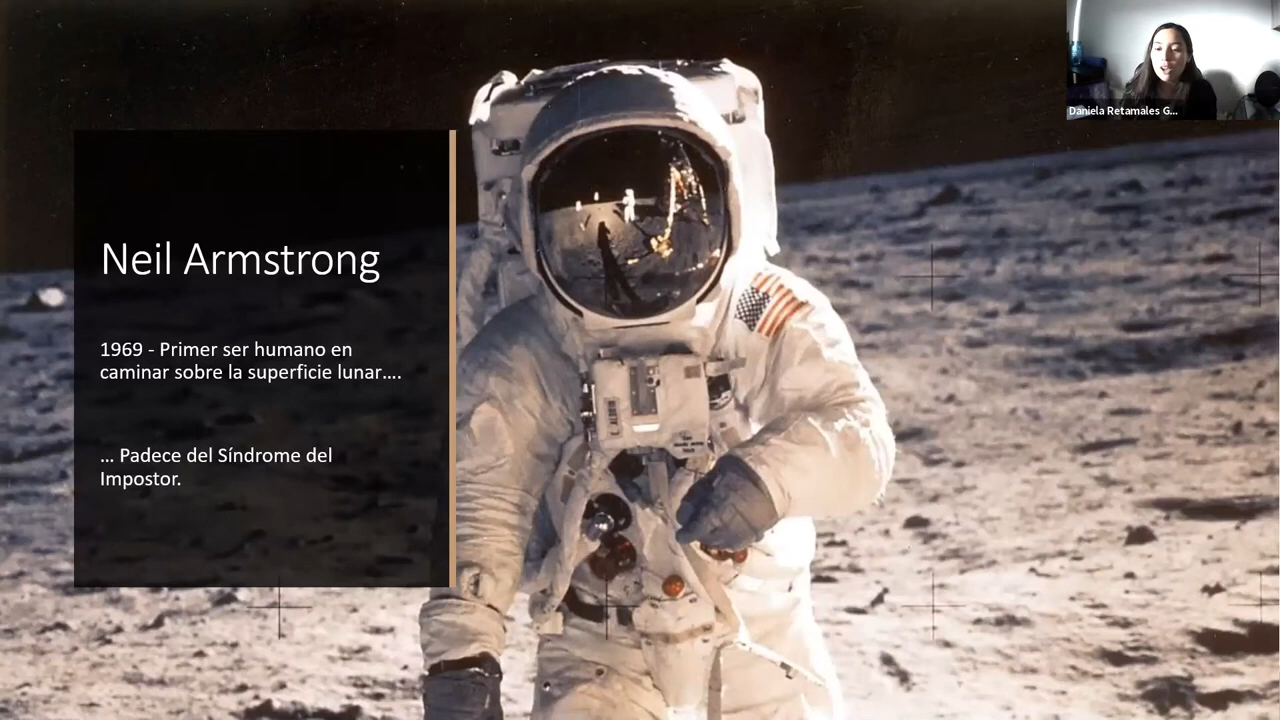 Daniela Retamales G...
Neil Armstrong
1969 - Primer ser humano en
caminar sobre la superficie lunar....
... Padece del Síndrome del
Impostor.